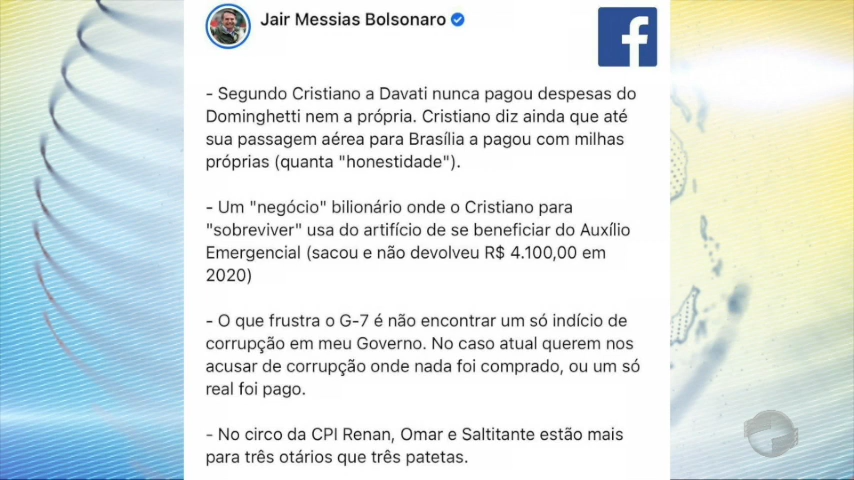 Jair Messias Bolsonaro
f
- Segundo Cristiano a Davati nunca pagou despesas do
Dominghetti nem a própria. Cristiano diz ainda que até
sua passagem aérea para Brasília a pagou com milhas
próprias (quanta "honestidade").
- Um "negócio" bilionário onde o Cristiano para
"sobreviver" usa do artifício de se beneficiar do Auxílio
Emergencial (sacou e não devolveu R$ 4.100,00 em
2020)
- O que frustra o G-7 é não encontrar um só indício de
corrupção em meu Governo. No caso atual querem nos
acusar de corrupção onde nada foi comprado, ou um só
real foi pago.
- No circo da CPI Renan, Omar e Saltitante estão mais
para três otários que três patetas.